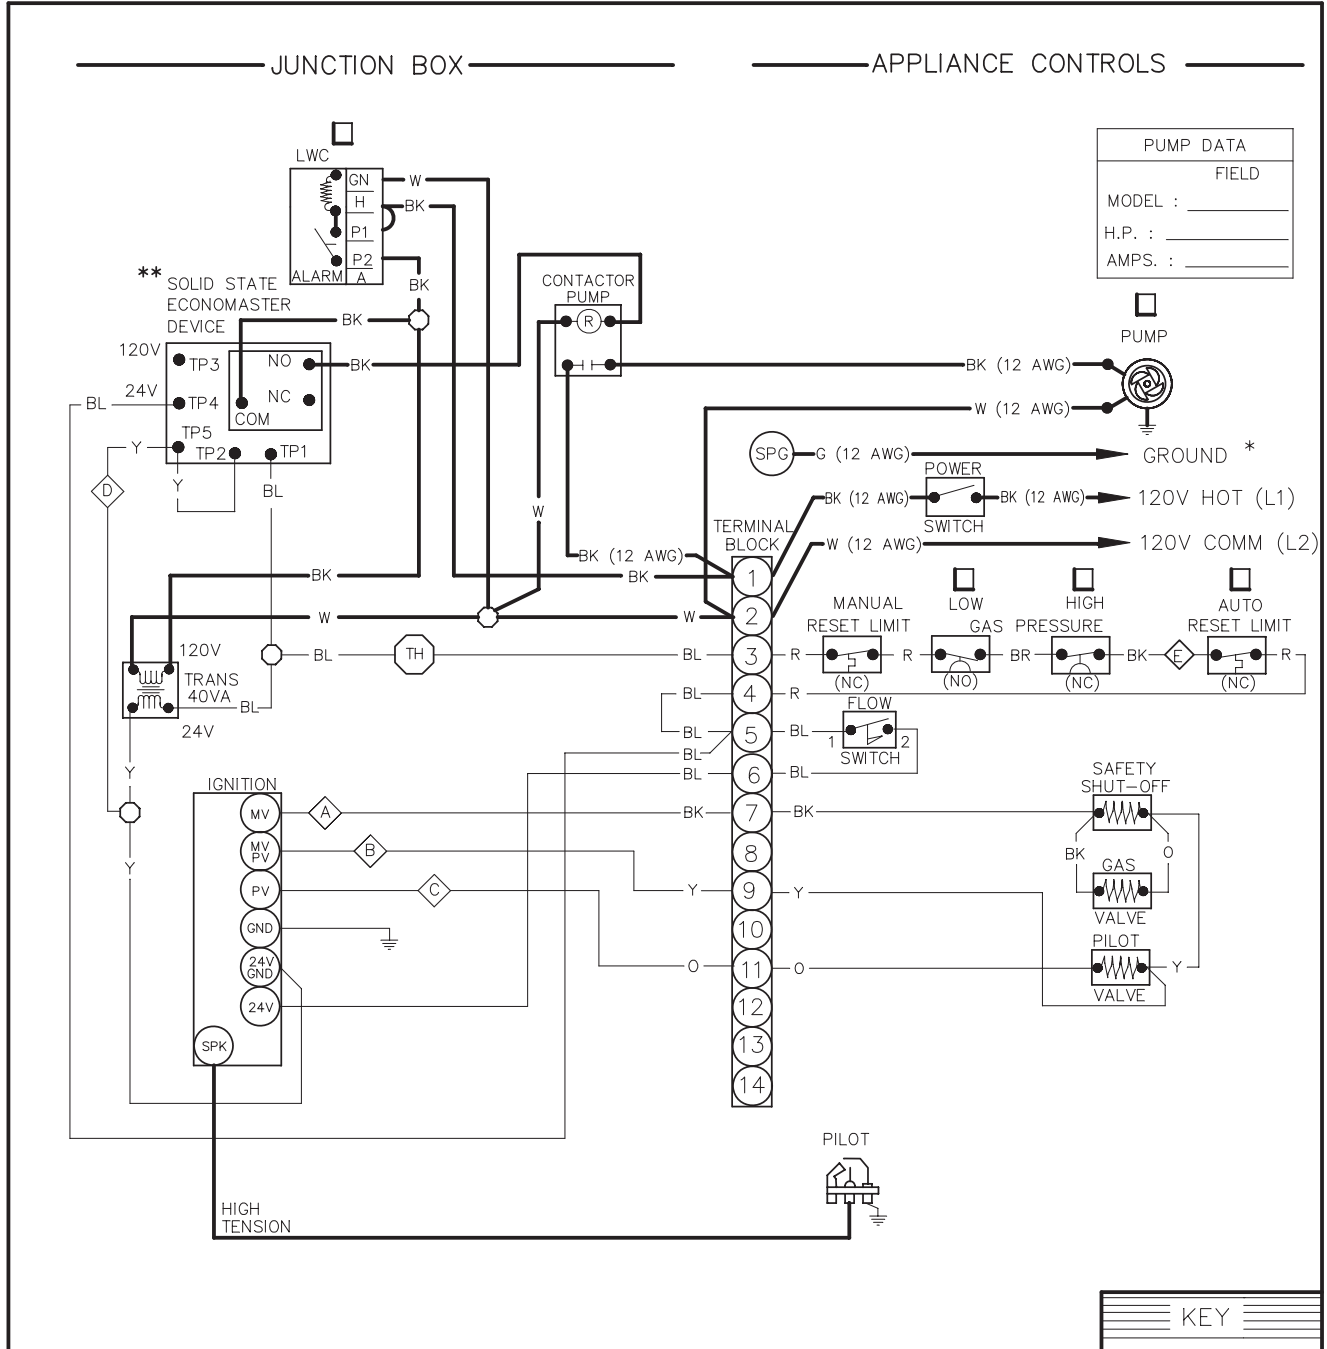 JUNCTION BOX
APPLIANCE CONTROLS
LWC
GN
W
H
BK
P1
P2
ALARM
A
BK
PUMP DATA
FIELD
MODEL :
H.P. :
AMPS. :
** SOLID STATE
ECONOMASTER
DEVICE
BK
CONTACTOR
PUMP
R
PUMP
120V
TP3
NO
BK
BK (12 AWG)
24V
BL
TP4
NC
COM
W (12 AWG)
TP5
Y
TP2
TP1
SPG
G (12 AWG)
GROUND *
D
Y
BL
POWER
BK (12 AWG)
BK (12 AWG)
120V HOT (L1)
SWITCH
W
TERMINAL
BLOCK
W (12 AWG)
120V COMM (L2)
BK (12 AWG)
BK
BK
1
W
W
2
MANUAL
RESET LIMIT
LOW
HIGH
GAS PRESSURE
AUTO
RESET LIMIT
120V
BL
TH
BL
3
R
R
BR
BK
E
R
TRANS
40VA
(NC)
(NO)
(NC)
(NC)
BL
24V
BL
4
R
FLOW
BL
5
BL
1
2
SWITCH
BL
BL
6
BL
Y
IGNITION
SAFETY
SHUT-OFF
MV
A
BK
7
BK
MV
PV
B
8
BK
O
Y
GAS
VALVE
PV
C
Y
9
Y
GND
10
PILOT
24V
GND
O
11
O
Y
VALVE
24V
12
SPK
13
14
PILOT
HIGH
TENSION
KEY